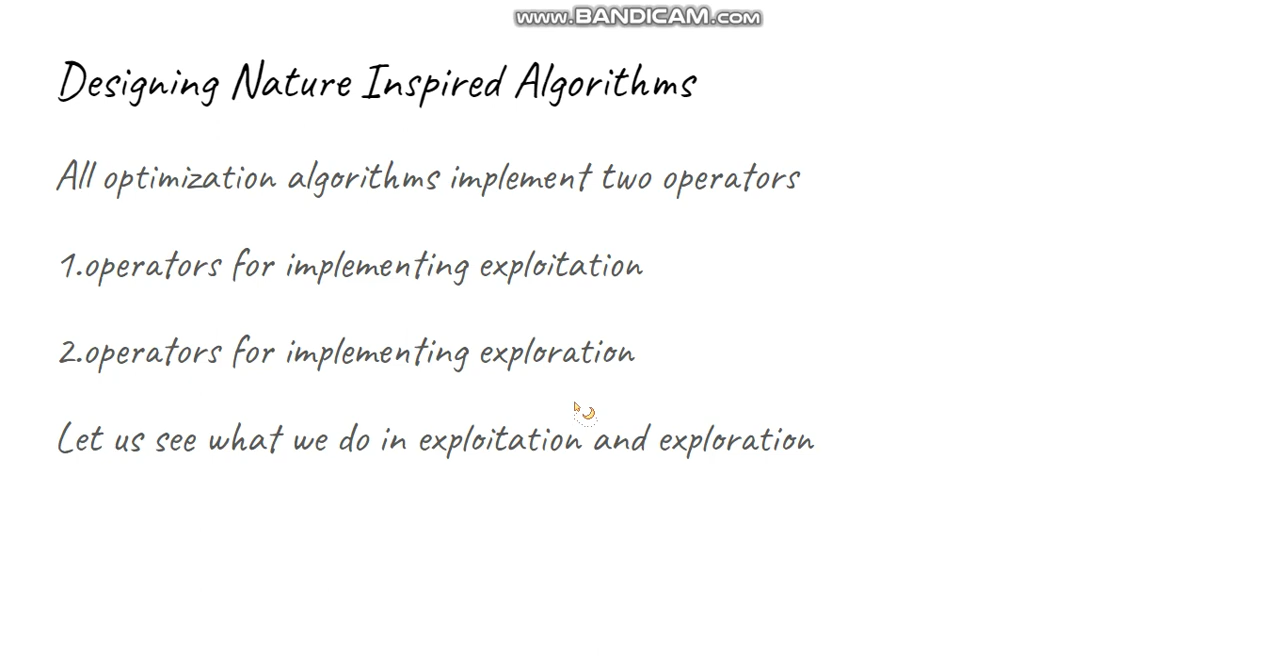 www.BANDICAM.com
Designing Nature Inspired Algorithms
All optimization algorithms implement two operators
1.operators for implementing exploitation
2.operators for implementing exploration
Let us see what we do in exploitation and exploration